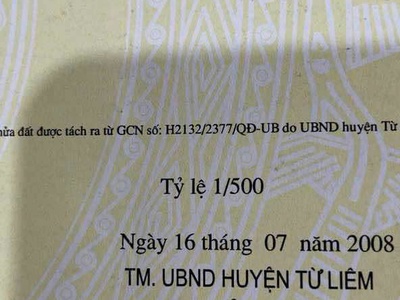 hửa đất được tách ra từ GCN số: H2132/2377/QĐ-UB do UBND huyện Từ
Tỷ lệ 1/500
Ngày 16 tháng 07 năm 2008
TM. UBND HUYỆN TỪ LIÊM